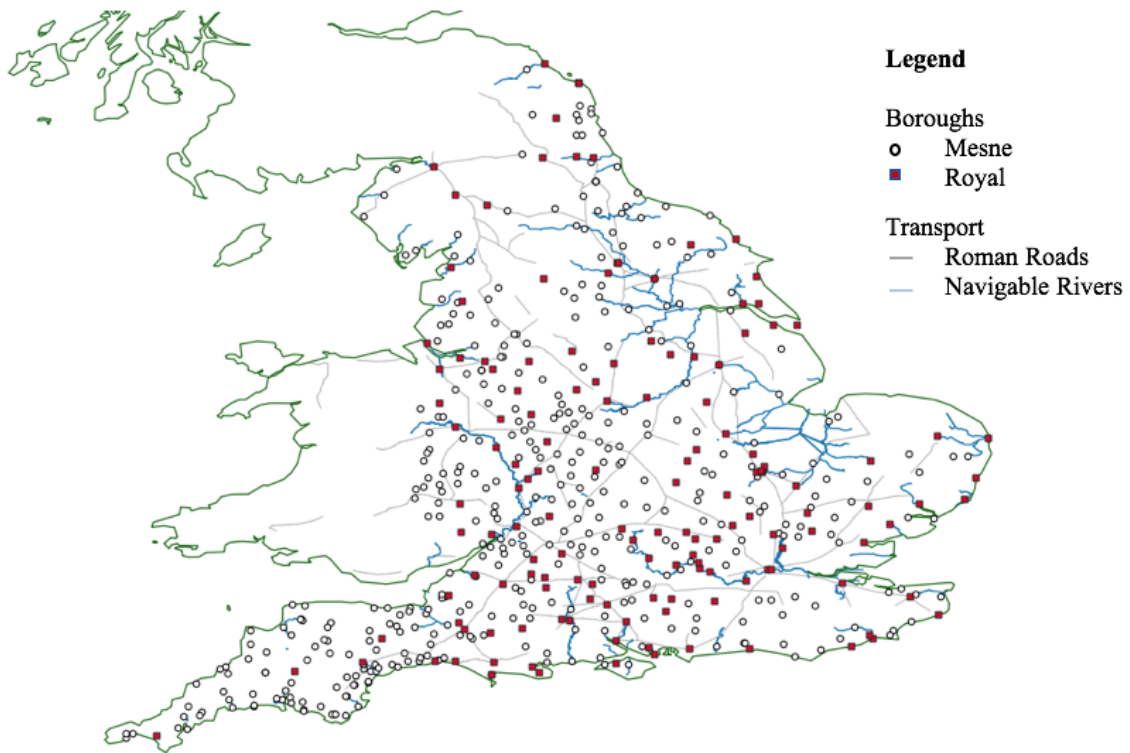 Legend
Boroughs
Mesne
Royal
Transport
Roman Roads
Navigable Rivers